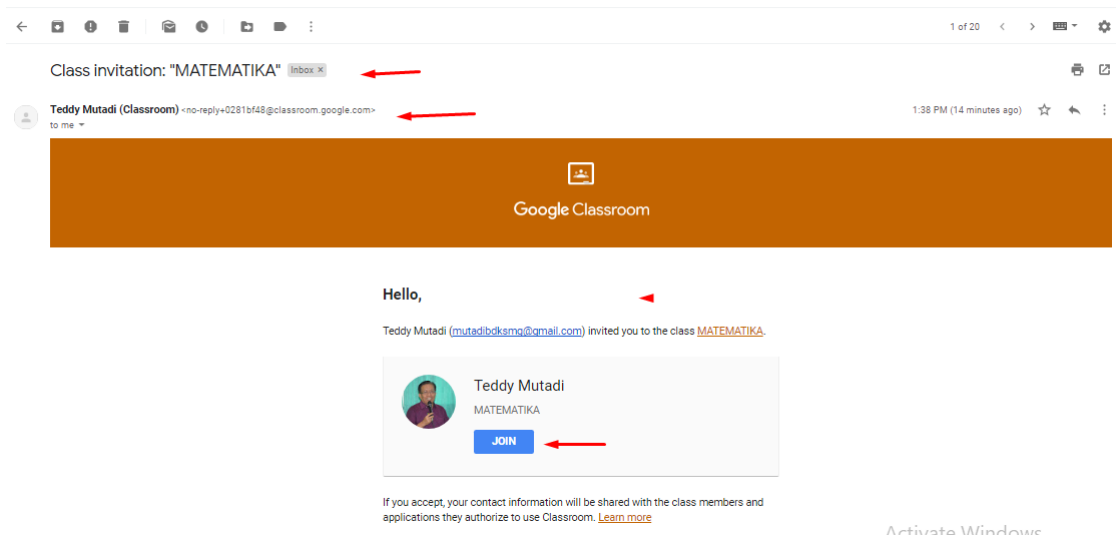 1 of 20
Class invitation: "MATEMATIKA" Inbox x
Teddy Mutadi (Classroom) <no-reply+0281bf48@classroom.google.com>
1:38 PM (14 minutes ago)
to me
Google Classroom
Hello,
Teddy Mutadi (mutadibdksmg@gmail.com) invited you to the class MATEMATIKA.
Teddy Mutadi
MATEMATIKA
JOIN
If you accept, your contact information will be shared with the class members and
applications they authorize to use Classroom. Learn more
Activate Windows